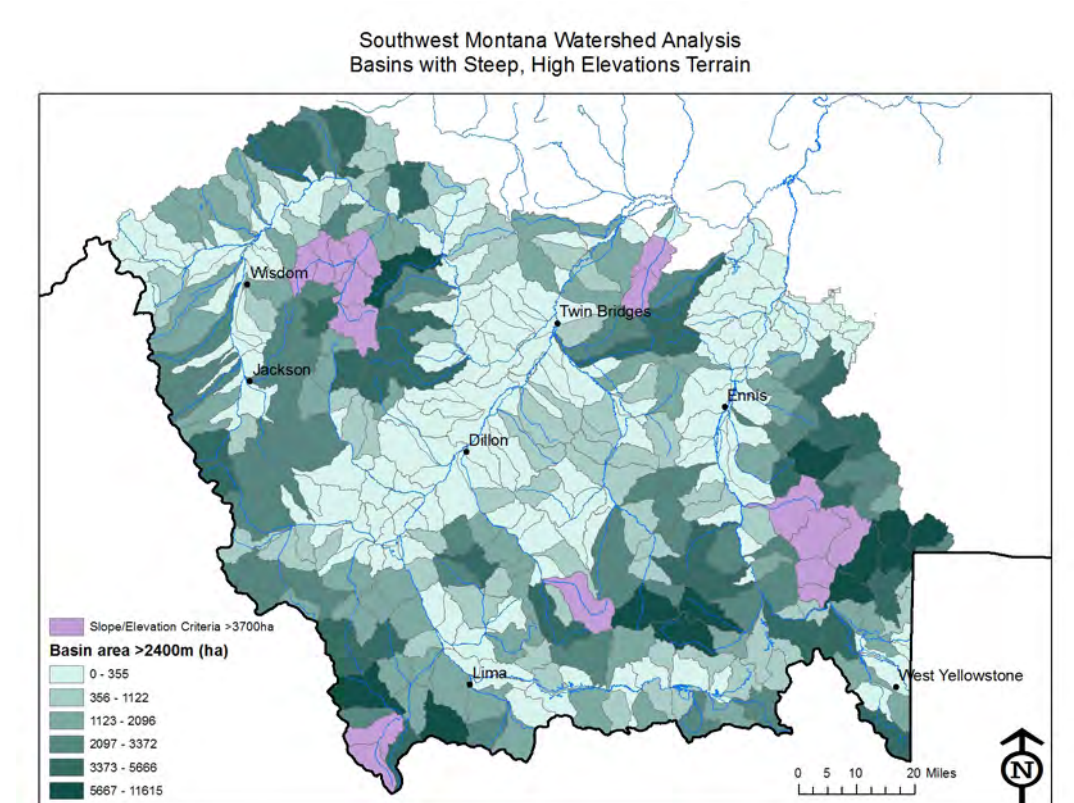 Southwest Montana Watershed Analysis
Basins with Steep, High Elevations Terrain
Wisdom
Twin Bridges
Jackson
Ennis
Dillon
Lima
West Yellowstone
Slope/Elevation Criteria >3700ha
Basin area >2400m (ha)
0 - 355
356 - 1122
1123 - 2096
2097 - 3372
3373 - 5666
5667 - 11615
0 5 10 20 Miles
N